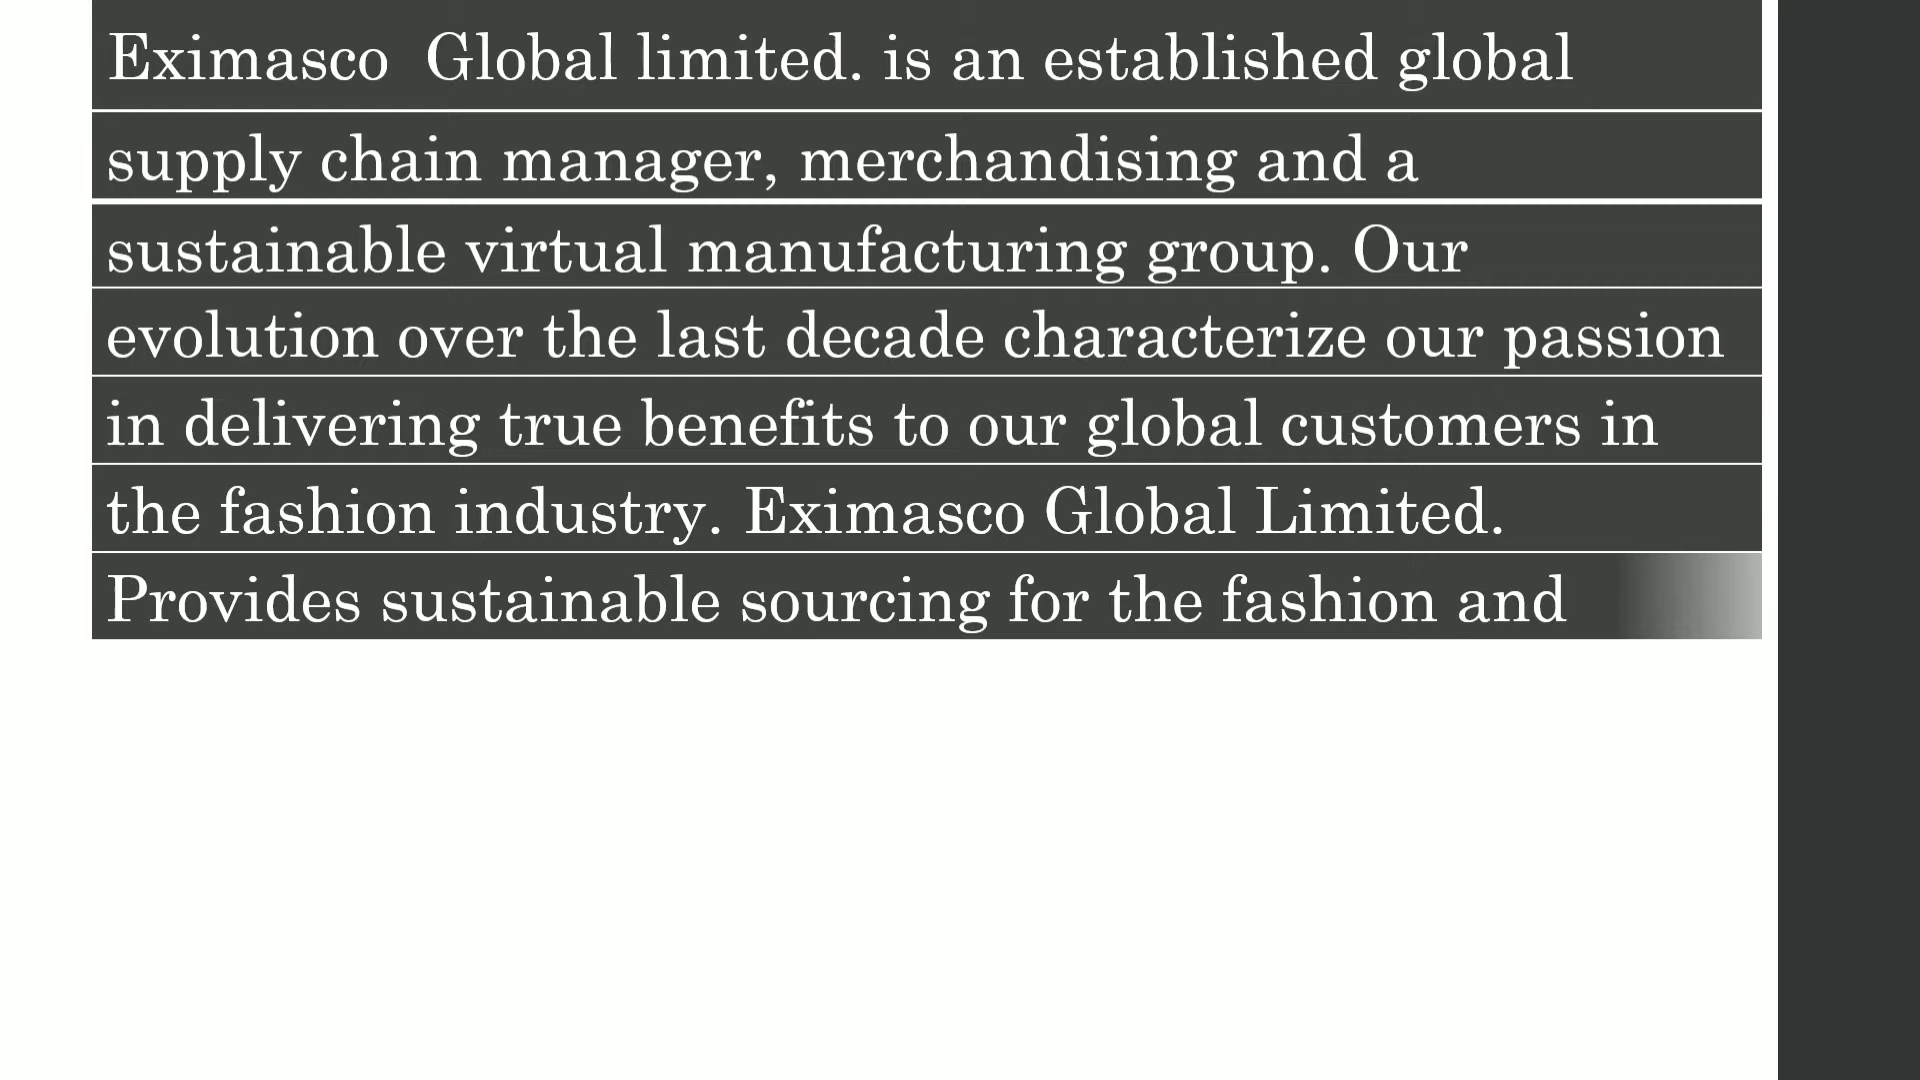 Eximasco  Global limited. is an established global
supply chain manager, merchandising and a
sustainable virtual manufacturing group. Our
evolution over the last decade characterize our passion
in delivering true benefits to our global customers in
the fashion industry. Eximasco Global Limited.
Provides sustainable sourcing for the fashion and